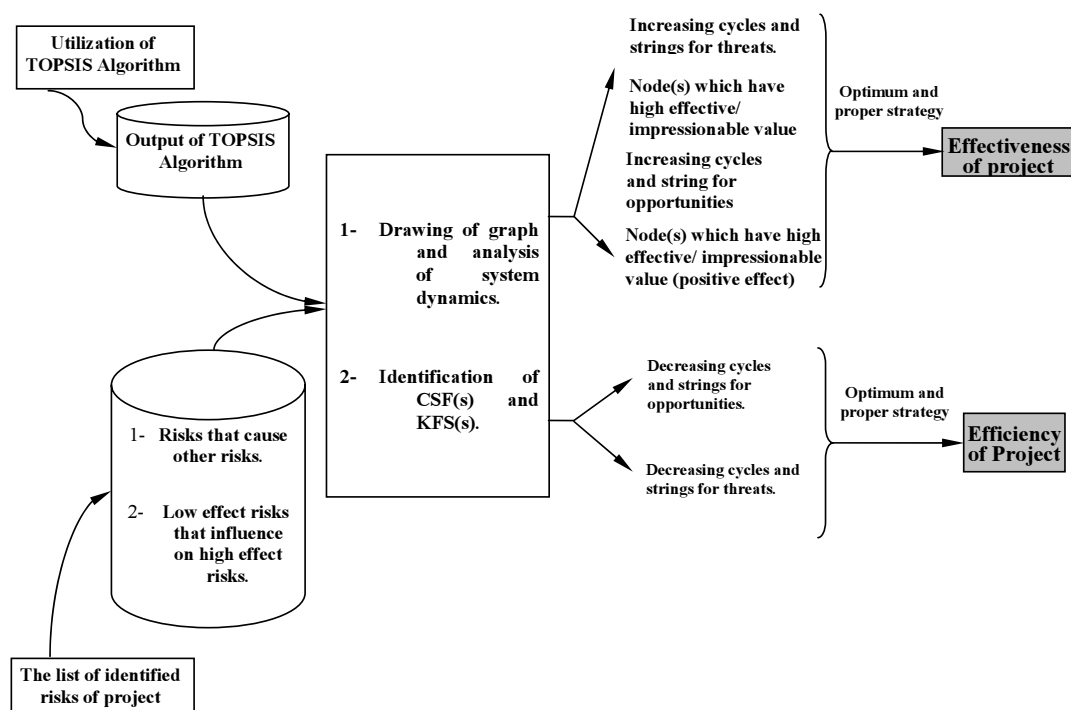 Utilization of
TOPSIS Algorithm
Output of TOPSIS
Algorithm
1- Risks that cause
other risks.
2- Low effect risks
that influence
on high effect
risks.
The list of identified
risks of project
1- Drawing of graph
and analysis
of system
dynamics.
2- Identification of
CSF(s) and
KFS(s).
Increasing cycles and
strings for threats.
Node(s) which have
high effective/
impressionable value
Increasing cycles
and string for
opportunities
Node(s) which have high
effective/ impressionable
value (positive effect)
Optimum and
proper strategy
Effectiveness
of project
Decreasing cycles
and strings for
opportunities.
Decreasing cycles and
strings for threats.
Optimum and
proper strategy
Efficiency
of Project